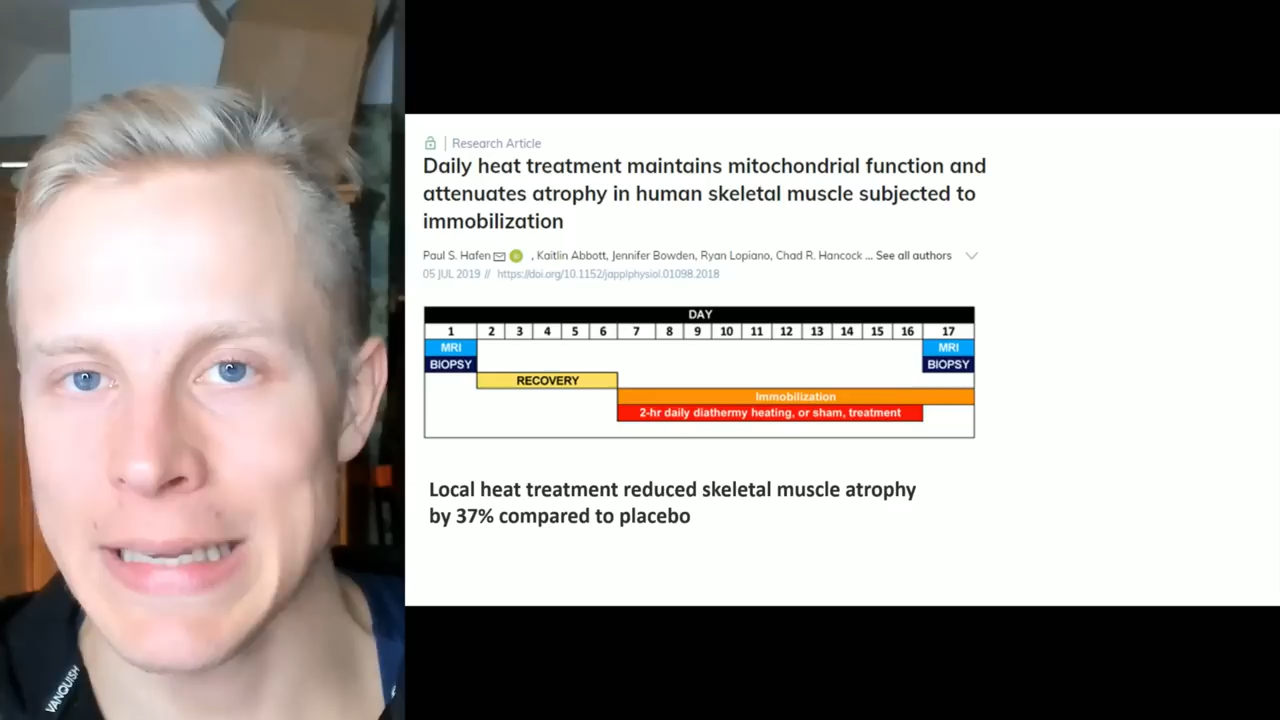 VANQUISH
Research Article
Daily heat treatment maintains mitochondrial function and
attenuates atrophy in human skeletal muscle subjected to
immobilization
Paul S. Hafen , Kaitlin Abbott, Jennifer Bowden, Ryan Lopiano, Chad R. Hancock ... See all authors
05 JUL 2019 // https://doi.org/10.1152/japplphysiol.01098.2018
DAY
1 2 3 4 5 6 7 8 9 10 11 12 13 14 15 16 17
MRI MRI
BIOPSY BIOPSY
RECOVERY
Immobilization
2-hr daily diathermy heating, or sham, treatment
Local heat treatment reduced skeletal muscle atrophy
by 37% compared to placebo